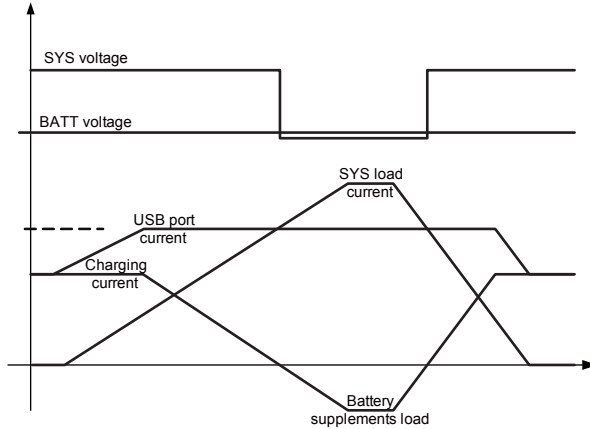 SYS voltage
BATT voltage
SYS load
current
USB port
current
Charging
current
Battery
supplements load